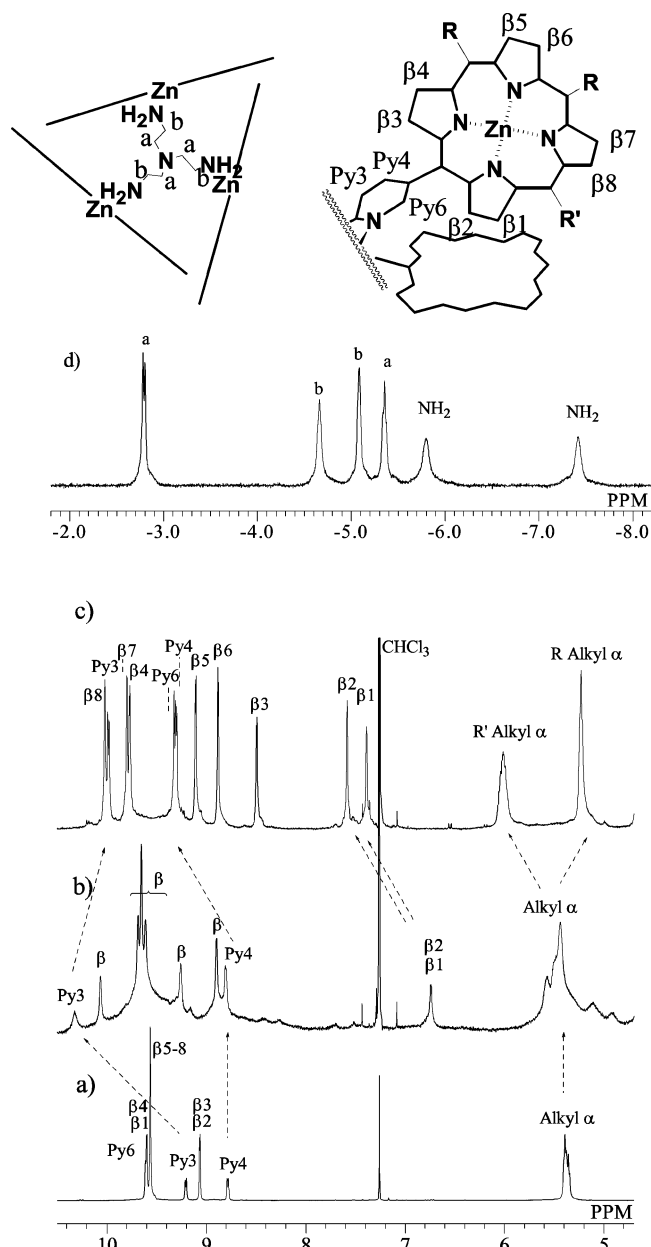 Zn
H2N
b
a
N
a
b
NH2
Zn
b
a
H2N
Zn
β5
β6
R
R
β4
N
β3
N
Zn
N
β7
β8
Py4
Py3
N
Py6
N
R'
β2
β1
d)
a
b
b
a
NH2
NH2
PPM
-2.0 -3.0 -4.0 -5.0 -6.0 -7.0 -8.0
c)
β8
Py3
β7
β4
Py6
Py4
β5
β6
β3
β2
β1
CHCl3
R' Alkyl α
R Alkyl α
b)
Py3
β
β
β
β
Py4
β2
β1
Alkyl α
a)
β5-8
β4
β1
Py6
Py3
β3
β2
Py4
Alkyl α
PPM
10 9 8 7 6 5